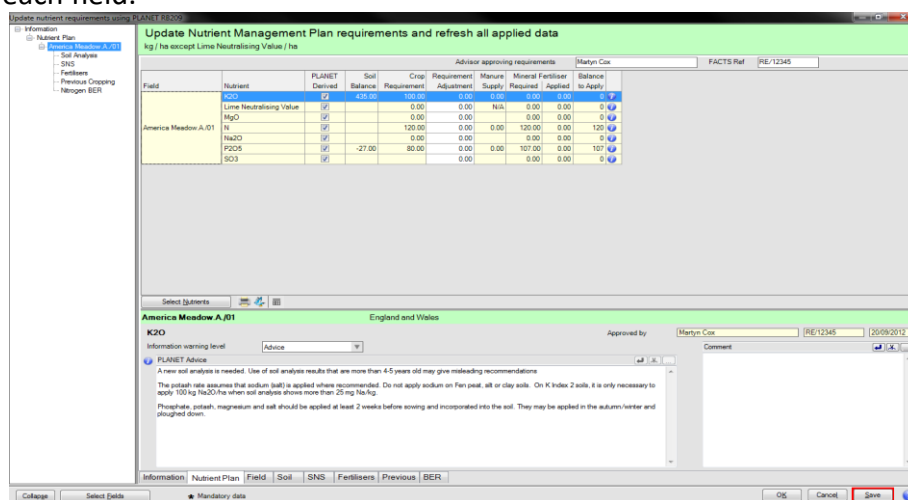 each field.
Update nutrient requirements using PLANET RB209
Information
Nutrient Plan
America Meadow.A./01
Soil Analysis
SNS
Fertilisers
Previous Cropping
Nitrogen BER
Update Nutrient Management Plan requirements and refresh all applied data
kg / ha except Lime Neutralising Value / ha
Advisor approving requirements Martyn Cox FACTS Ref RE/12345
Field Nutrient PLANET Derived Soil Balance Crop Requirement Requirement Adjustment Manure Supply Mineral Fertiliser Required Applied Balance to Apply
K2O 435.00 100.00 0.00 0.00 0.00 0.00 0
Lime Neutralising Value 0.00 0.00 N/A 0.00 0.00 0
MgO 0.00 0.00 0.00 0.00 0
America Meadow.A./01 N 120.00 0.00 0.00 120.00 0.00 120
Na2O 0.00 0.00 0.00 0.00 0
P2O5 -27.00 80.00 0.00 0.00 107.00 0.00 107
SO3 0.00 0.00 0.00 0
Select Nutrients
America Meadow.A./01 England and Wales
K2O Approved by Martyn Cox RE/12345 20/09/2012
Information warning level Advice Comment
PLANET Advice
A new soil analysis is needed. Use of soil analysis results that are more than 4-5 years old may give misleading recommendations
The potash rate assumes that sodium (salt) is applied where recommended. Do not apply sodium on Fen peat, silt or clay soils. On K Index 2 soils, it is only necessary to
apply 100 kg Na2O/ha when soil analysis shows more than 25 mg Na/kg.
Phosphate, potash, magnesium and salt should be applied at least 2 weeks before sowing and incorporated into the soil. They may be applied in the autumn/winter and
ploughed down.
Information Nutrient Plan Field Soil SNS Fertilisers Previous BER
Collapse Select Fields ★ Mandatory data OK Cancel Save